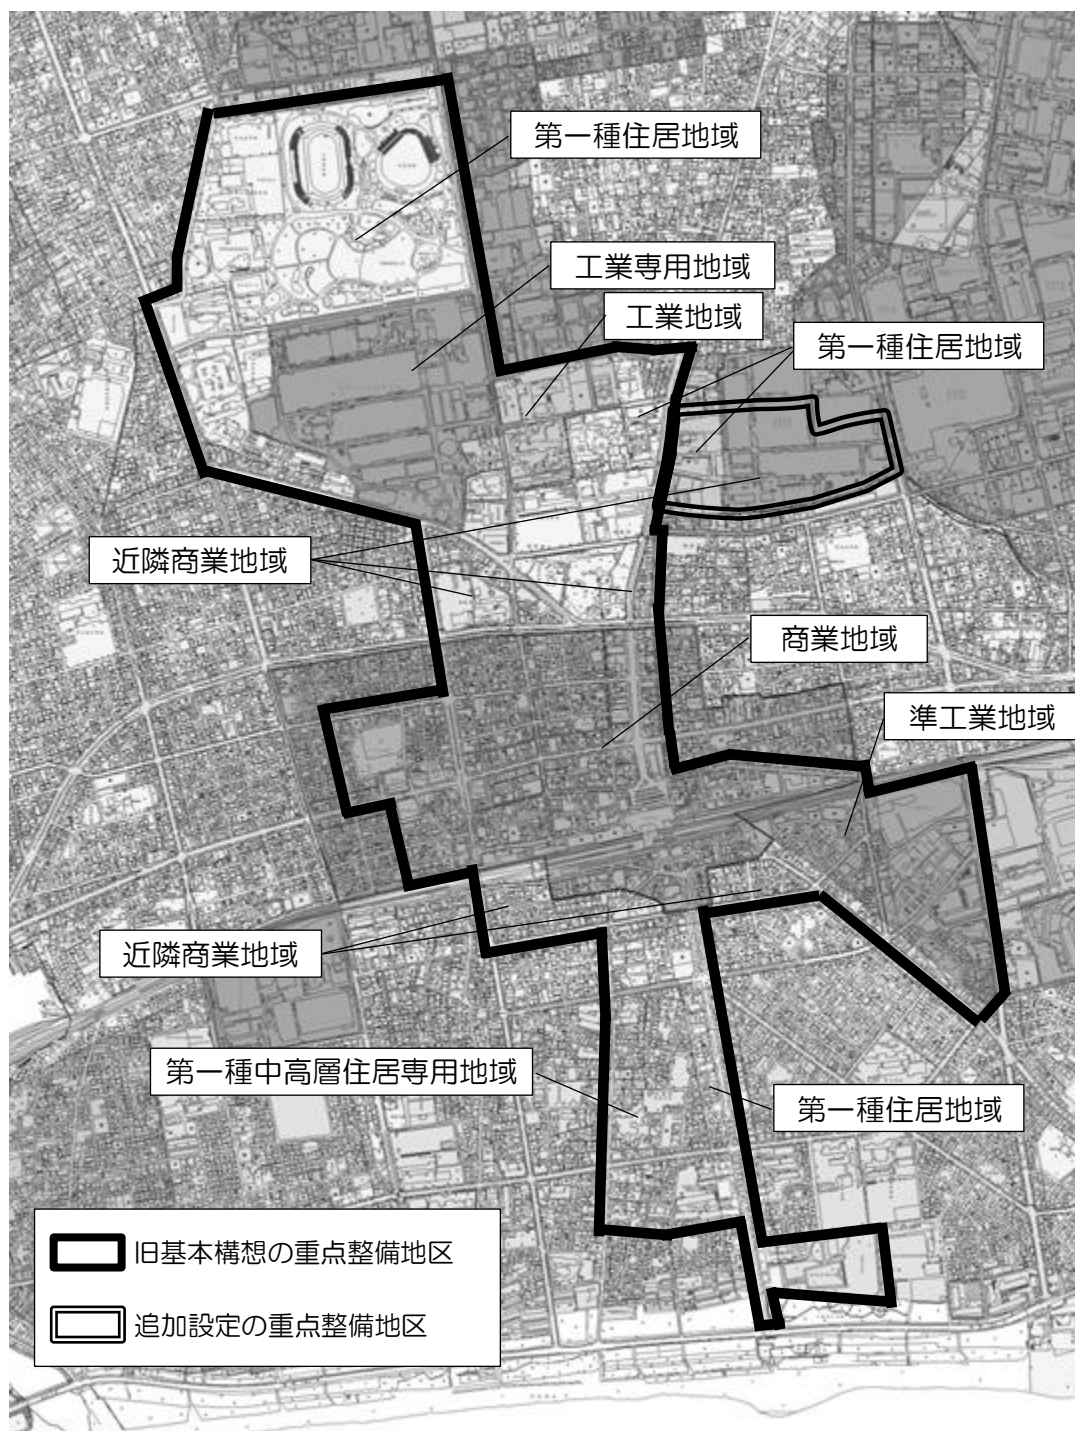 第一種住居地域
工業専用地域
工業地域
第一種住居地域
近隣商業地域
商業地域
準工業地域
近隣商業地域
第一種中高層住居専用地域
第一種住居地域
旧基本構想の重点整備地区
追加設定の重点整備地区